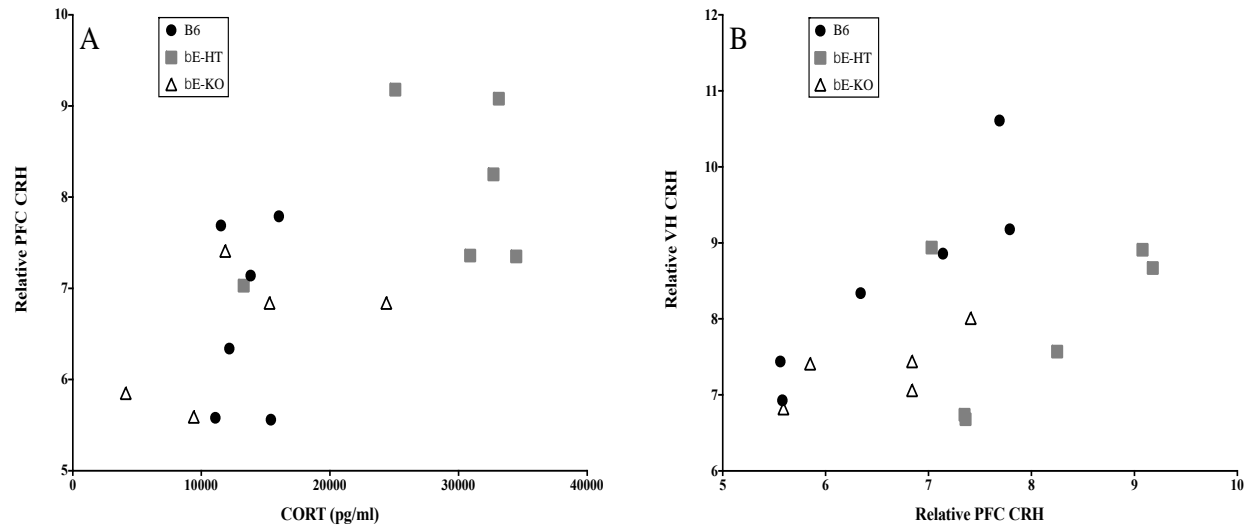 A
B6
bE-HT
bE-KO
Relative PFC CRH
10
9
8
7
6
5
0
10000
20000
30000
40000
CORT (pg/ml)
B
B6
bE-HT
bE-KO
Relative VH CRH
12
11
10
9
8
7
6
5
6
7
8
9
10
Relative PFC CRH